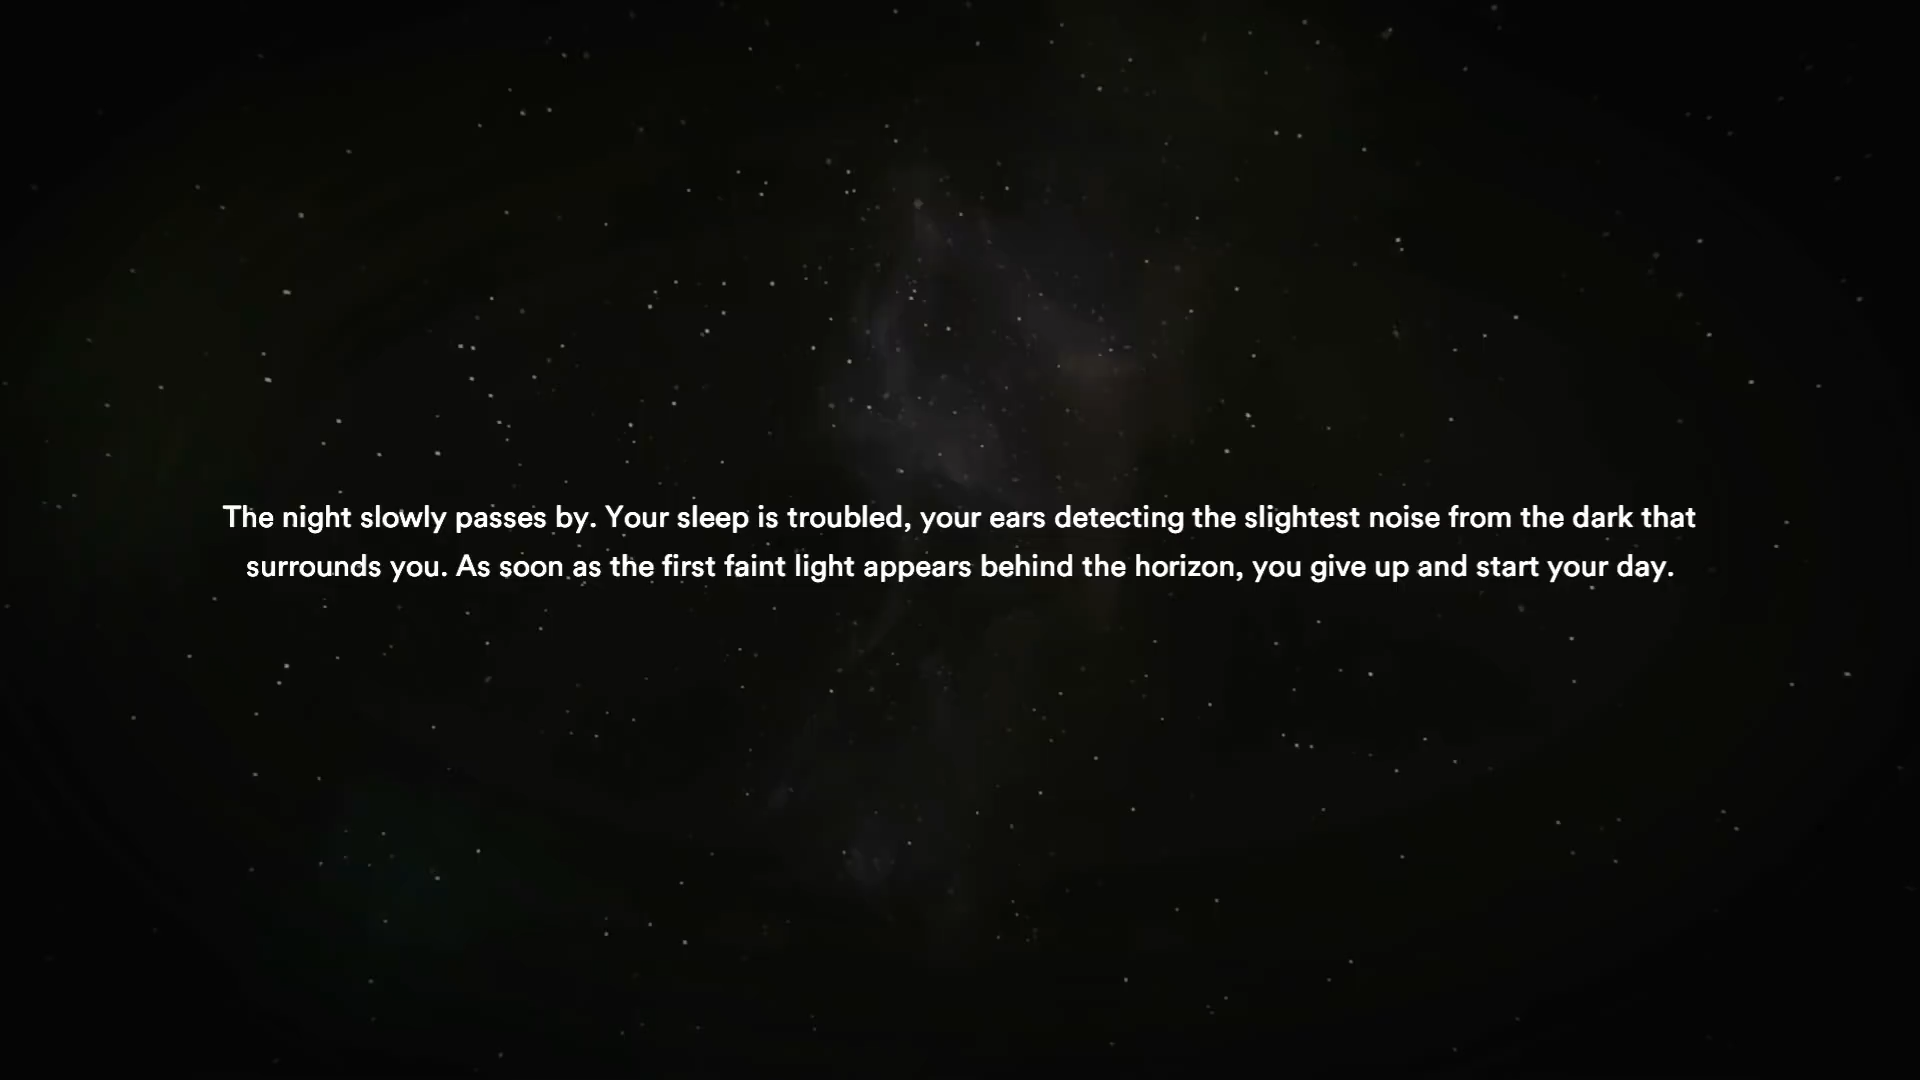 The night slowly passes by. Your sleep is troubled, your ears detecting the slightest noise from the dark that
surrounds you. As soon as the first faint light appears behind the horizon, you give up and start your day.